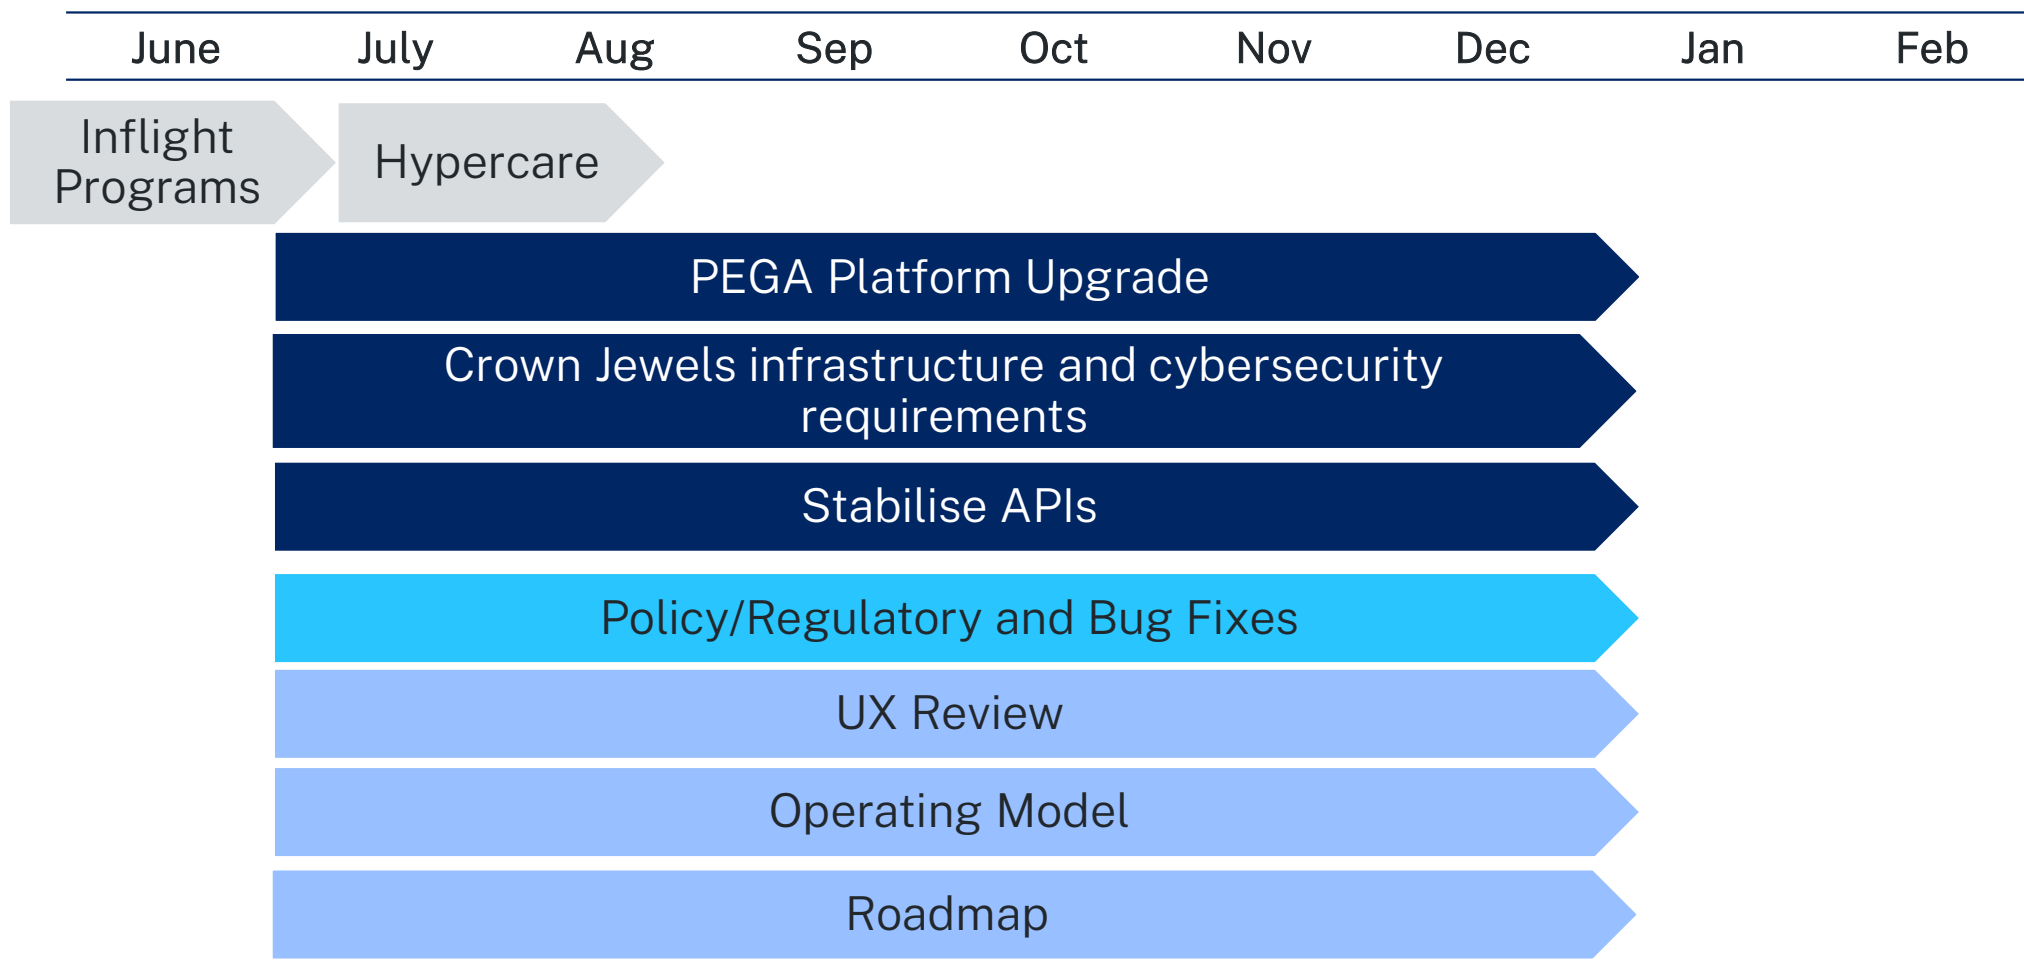 June July Aug Sep Oct Nov Dec Jan Feb
Inflight
Programs
Hypercare
PEGA Platform Upgrade
Crown Jewels infrastructure and cybersecurity
requirements
Stabilise APIs
Policy/Regulatory and Bug Fixes
UX Review
Operating Model
Roadmap